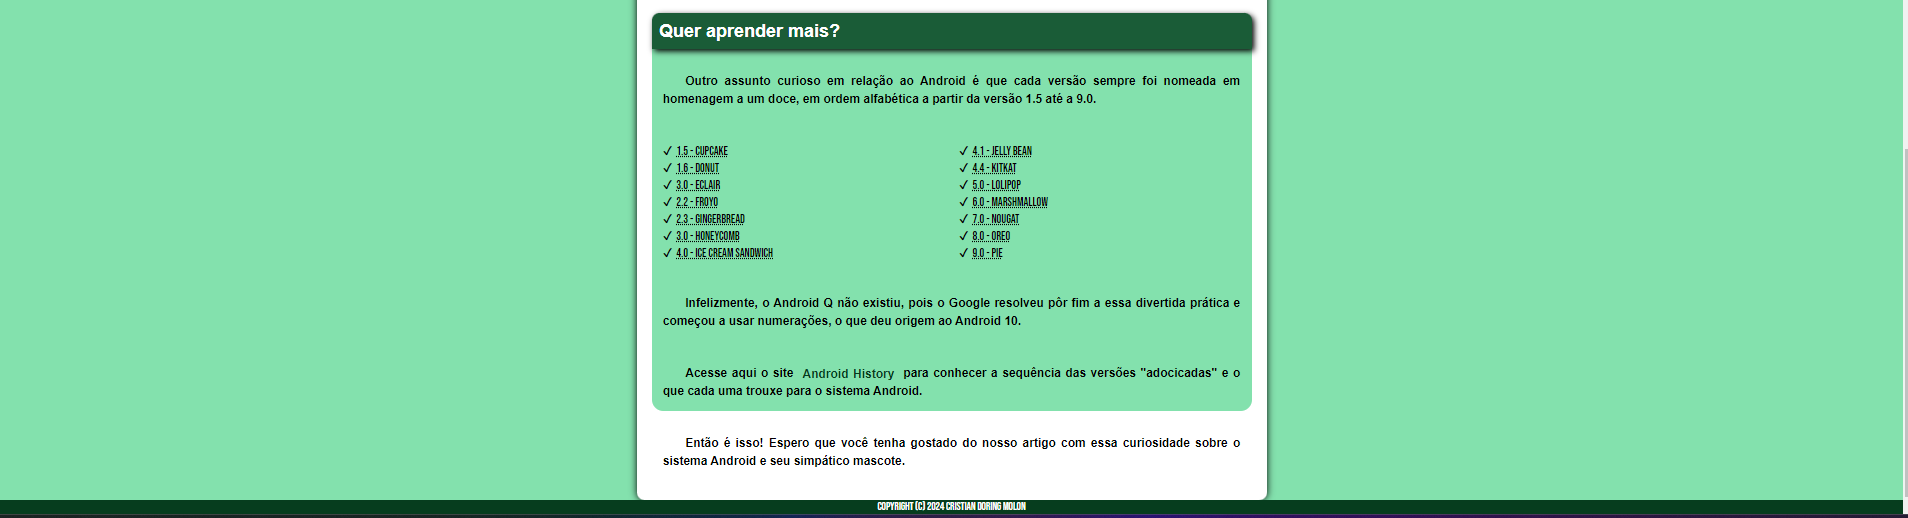 Quer aprender mais?
Outro assunto curioso em relação ao Android é que cada versão sempre foi nomeada em
homenagem a um doce, em ordem alfabética a partir da versão 1.5 até a 9.0.
✓ 1.5 - CUPCAKE
✓ 1.6 - DONUT
✓ 3.0 - ECLAIR
✓ 2.2 - FROYO
✓ 2.3 - GINGERBREAD
✓ 3.0 - HONEYCOMB
✓ 4.0 - ICE CREAM SANDWICH
✓ 4.1 - JELLY BEAN
✓ 4.4 - KITKAT
✓ 5.0 - LOLIPOP
✓ 6.0 - MARSHMALLOW
✓ 7.0 - NOUGAT
✓ 8.0 - OREO
✓ 9.0 - PIE
Infelizmente, o Android Q não existiu, pois o Google resolveu pôr fim a essa divertida prática e
começou a usar numerações, o que deu origem ao Android 10.
Acesse aqui o site Android History para conhecer a sequência das versões "adocicadas" e o
que cada uma trouxe para o sistema Android.
Então é isso! Espero que você tenha gostado do nosso artigo com essa curiosidade sobre o
sistema Android e seu simpático mascote.
COPYRIGHT (C) 2024 CRISTIAN DORING MOLON